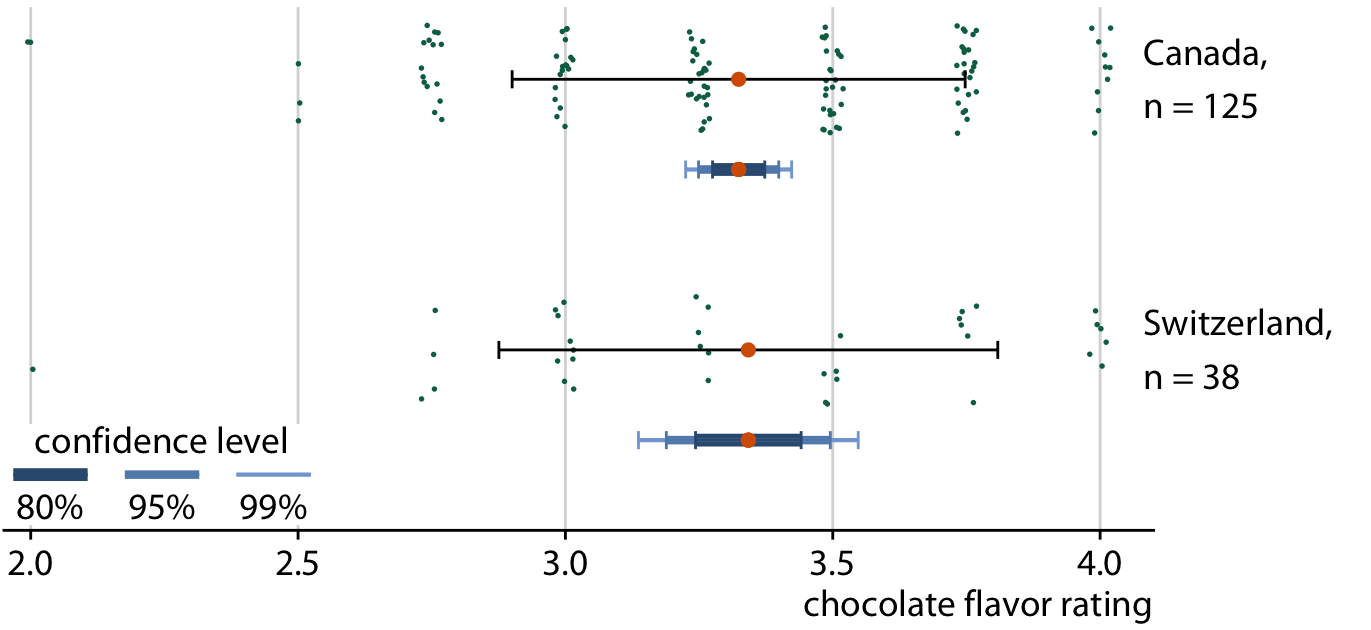 Canada,
n = 125
Switzerland,
n = 38
confidence level
80% 95% 99%
2.0 2.5 3.0 3.5 4.0
chocolate flavor rating